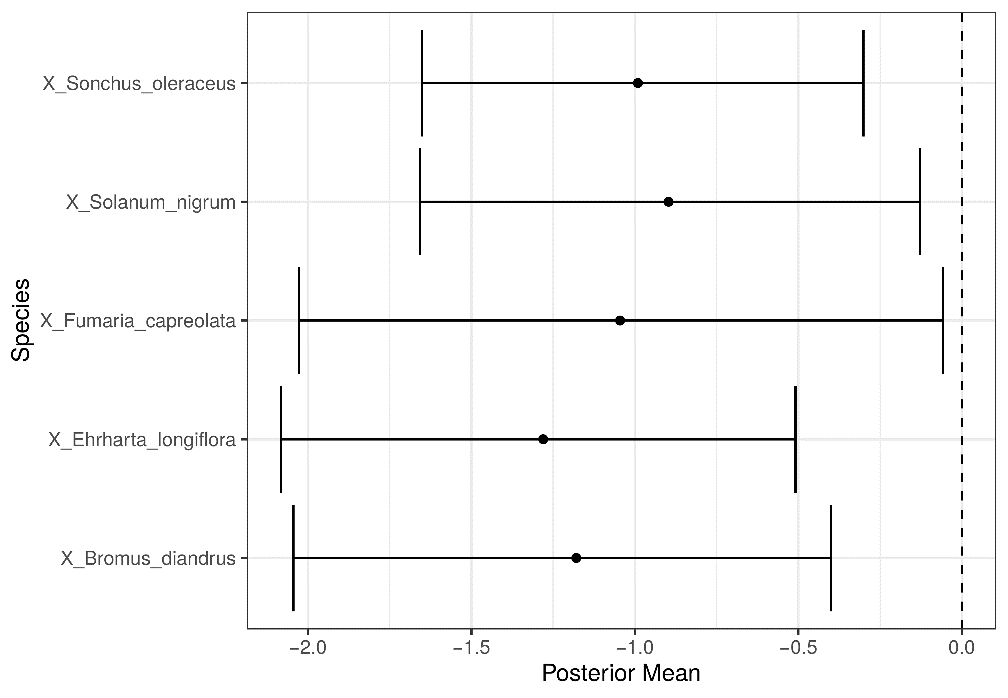 X_Sonchus_oleraceus
X_Solanum_nigrum
X_Fumaria_capreolata
X_Ehrharta_longiflora
X_Bromus_diandrus
Species
−2.0 −1.5 −1.0 −0.5 0.0
Posterior Mean